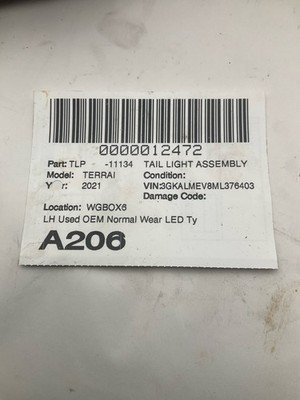 0000012472
Part: TLP -11134 TAIL LIGHT ASSEMBLY
Model: TERRAI Condition:
Year: 2021 VIN:3GKALMEV8ML376403
Damage Code:
Location: WGBOX6
LH Used OEM Normal Wear LED Ty
A206